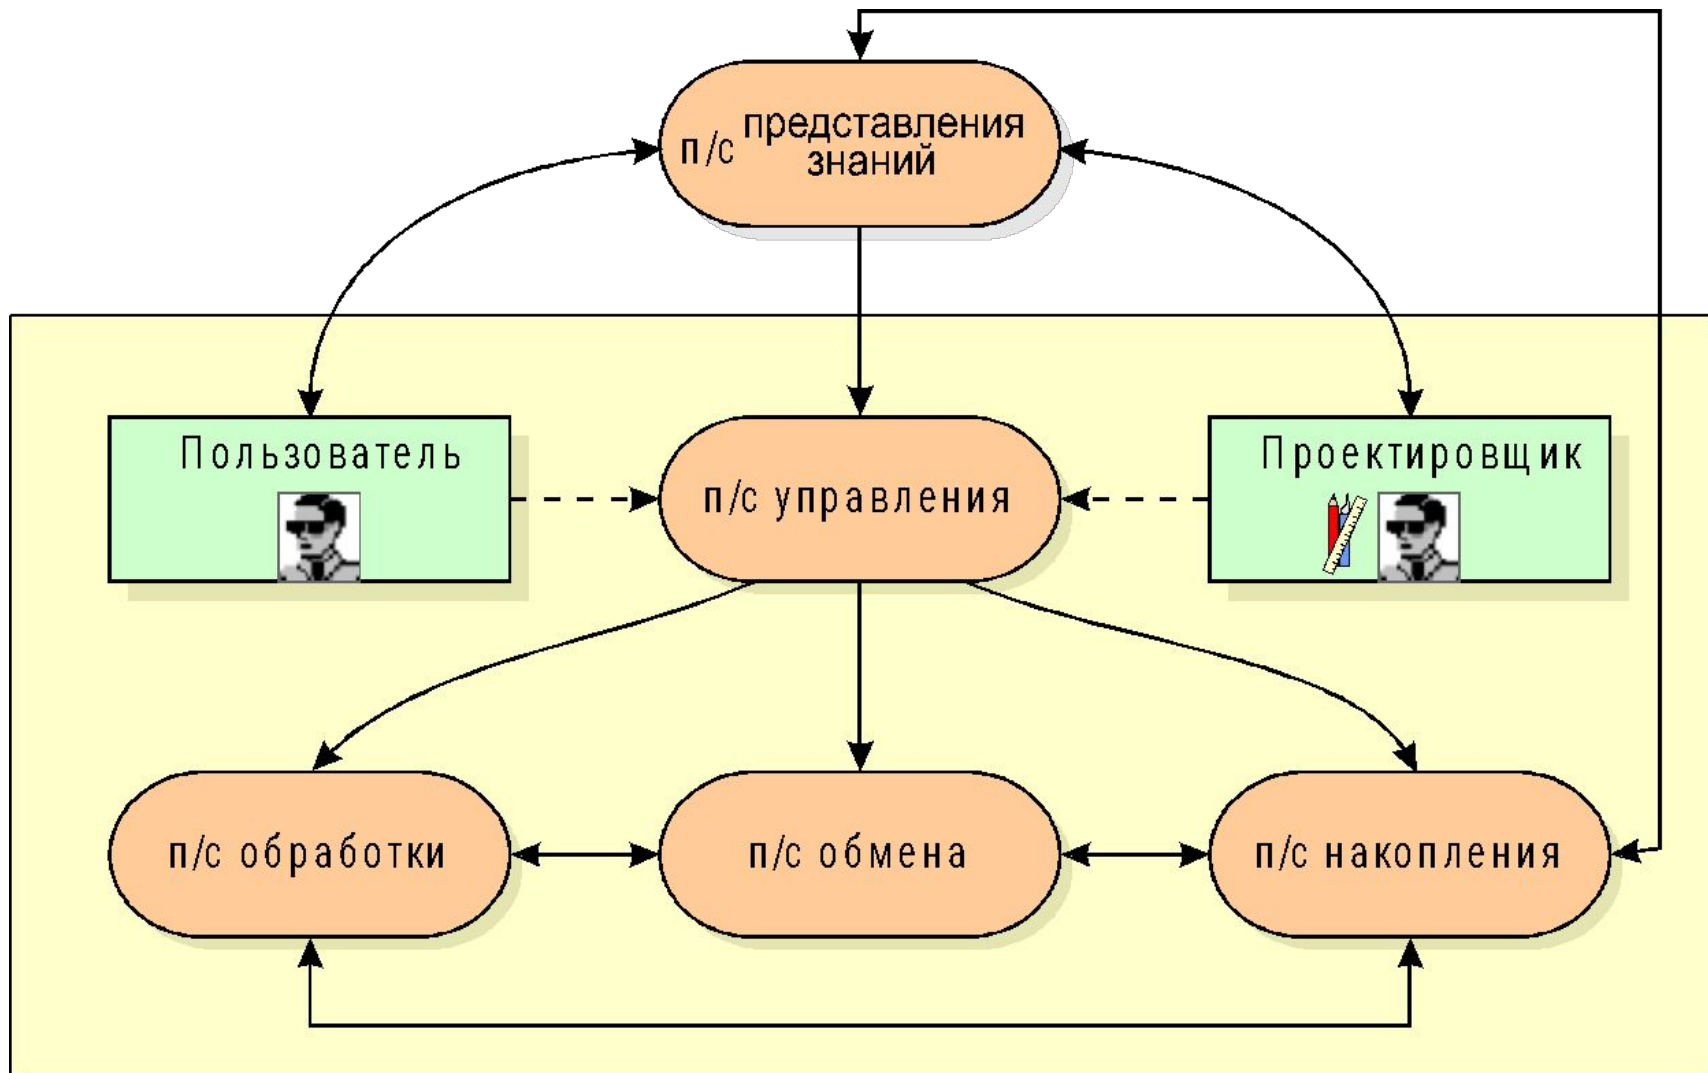 представления
п/с знаний
Пользователь
п/с управления
Проектировщик
п/с обработки
п/с обмена
п/с накопления